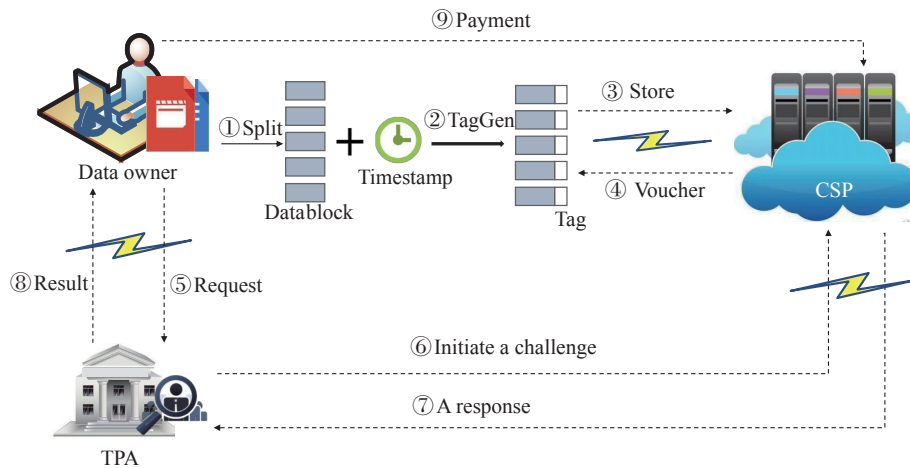 ⑨Payment
①Split
②TagGen
③ Store
Timestamp
④ Voucher
Data owner
CSP
Datablock
Tag
⑧Result
⑤Request
⑥Initiate a challenge
⑦A response
TPA